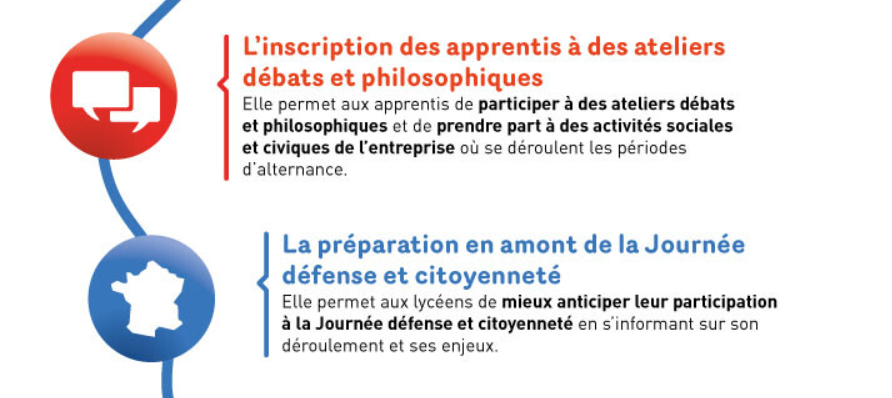 L'inscription des apprentis à des ateliers
débats et philosophiques
Elle permet aux apprentis de participer à des ateliers débats
et philosophiques et de prendre part à des activités sociales
et civiques de l'entreprise où se déroulent les périodes
d'alternance.
La préparation en amont de la Journée
défense et citoyenneté
Elle permet aux lycéens de mieux anticiper leur participation
à la Journée défense et citoyenneté en s'informant sur son
déroulement et ses enjeux.